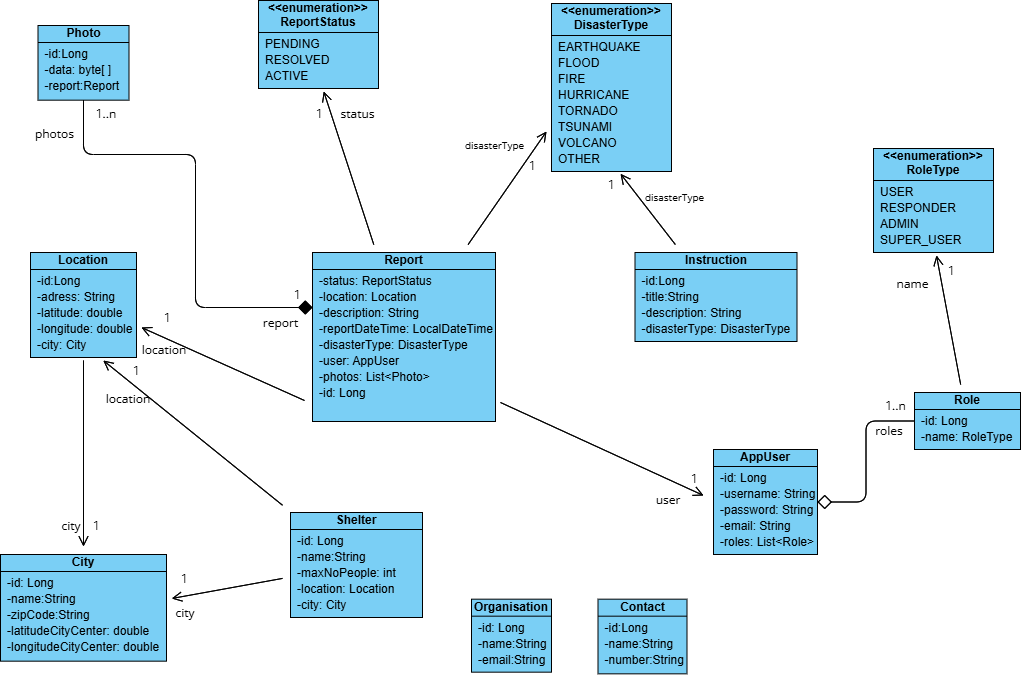 Photo
-id:Long
-data: byte[ ]
-report:Report
1..n
photos
<<enumeration>>
ReportStatus
PENDING
RESOLVED
ACTIVE
1
status
<<enumeration>>
DisasterType
EARTHQUAKE
FLOOD
FIRE
HURRICANE
TORNADO
TSUNAMI
VOLCANO
OTHER
disasterType
1
1
disasterType
<<enumeration>>
RoleType
USER
RESPONDER
ADMIN
SUPER_USER
1
name
Location
-id:Long
-adress: String
-latitude: double
-longitude: double
-city: City
1
location
1
location
1
report
Report
-status: ReportStatus
-location: Location
-description: String
-reportDateTime: LocalDateTime
-disasterType: DisasterType
-user: AppUser
-photos: List<Photo>
-id: Long
Instruction
-id:Long
-title:String
-description: String
-disasterType: DisasterType
Role
-id: Long
-name: RoleType
1..n
roles
AppUser
-id: Long
-username: String
-password: String
-email: String
-roles: List<Role>
1
user
city
1
Shelter
-id: Long
-name:String
-maxNoPeople: int
-location: Location
-city: City
City
-id: Long
-name:String
-zipCode:String
-latitudeCityCenter: double
-longitudeCityCenter: double
1
city
Organisation
-id: Long
-name:String
-email:String
Contact
-id:Long
-name:String
-number:String